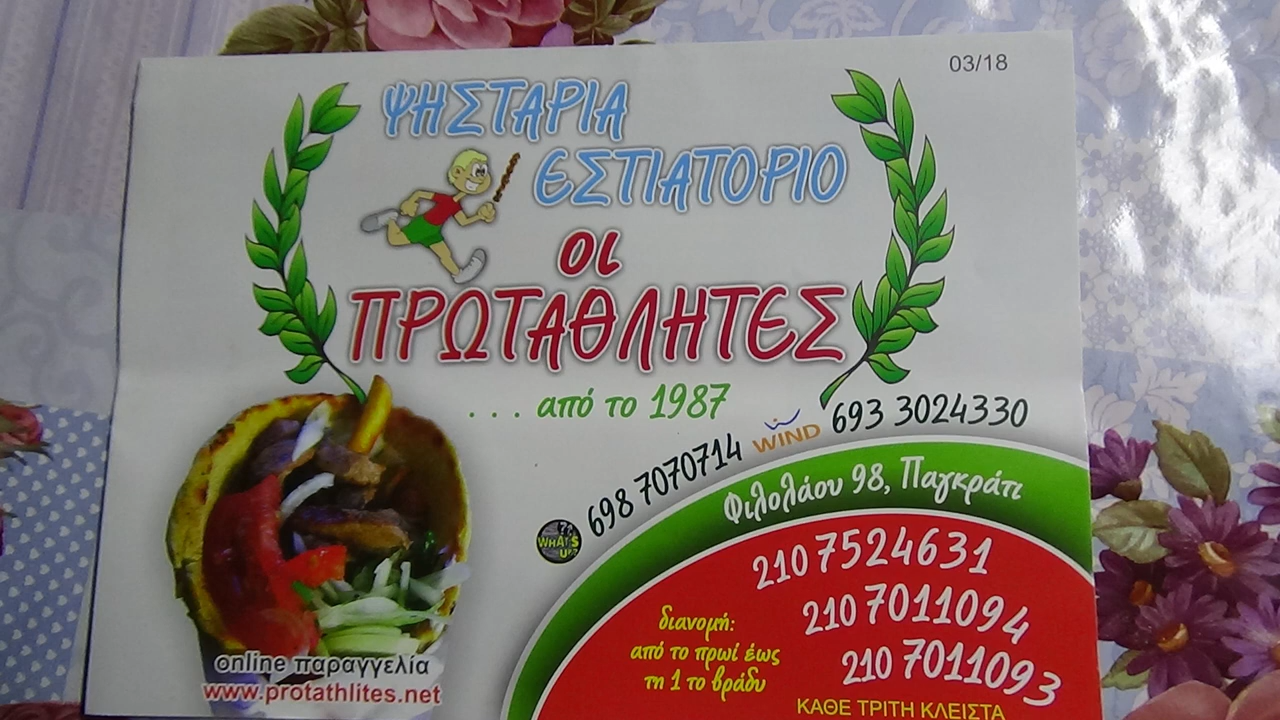 03/18
ΨΗΣΤΑΡΙΑ
ΕΣΤΙΑΤΟΡΙΟ
οι
ΠΡΩΤΑΘΛΗΤΕΣ
... από το 1987
WHAT'S UP?
698 7070714
WIND
693 3024330
Φιλολάου 98, Παγκράτι
210 7524631
210 7011094
210 7011093
διανομή:
από το πρωί έως
τη 1 το βράδυ
ΚΑΘΕ ΤΡΙΤΗ ΚΛΕΙΣΤΑ
online παραγγελία
www.protathlites.net